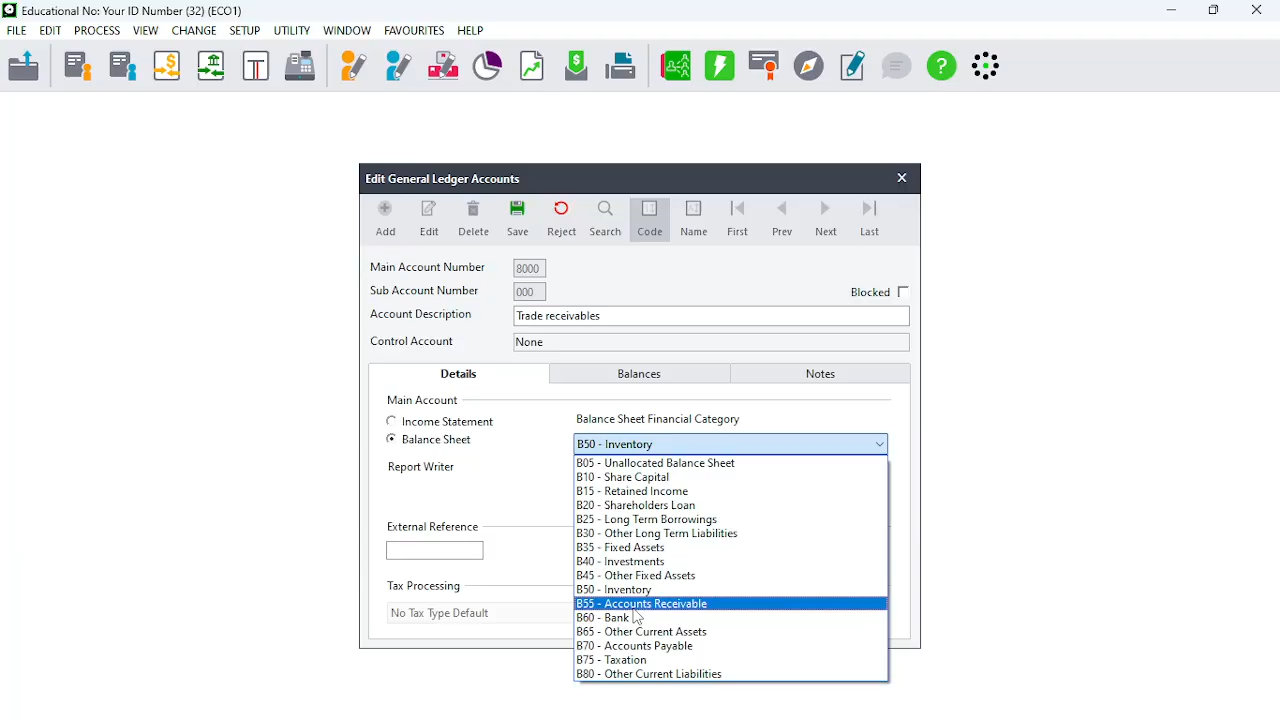 Educational No: Your ID Number (32) (ECO1)
FILE EDIT PROCESS VIEW CHANGE SETUP UTILITY WINDOW FAVOURITES HELP
Edit General Ledger Accounts
Add Edit Delete Save Reject Search Code Name First Prev Next Last
Main Account Number 8000
Sub Account Number 000 Blocked
Account Description Trade receivables
Control Account None
Details Balances Notes
Main Account
Income Statement Balance Sheet Financial Category
Balance Sheet B50 - Inventory
Report Writer
B05 - Unallocated Balance Sheet
B10 - Share Capital
B15 - Retained Income
B20 - Shareholders Loan
B25 - Long Term Borrowings
External Reference
B30 - Other Long Term Liabilities
B35 - Fixed Assets
B40 - Investments
B45 - Other Fixed Assets
Tax Processing
B50 - Inventory
B55 - Accounts Receivable
No Tax Type Default
B60 - Bank
B65 - Other Current Assets
B70 - Accounts Payable
B75 - Taxation
B80 - Other Current Liabilities